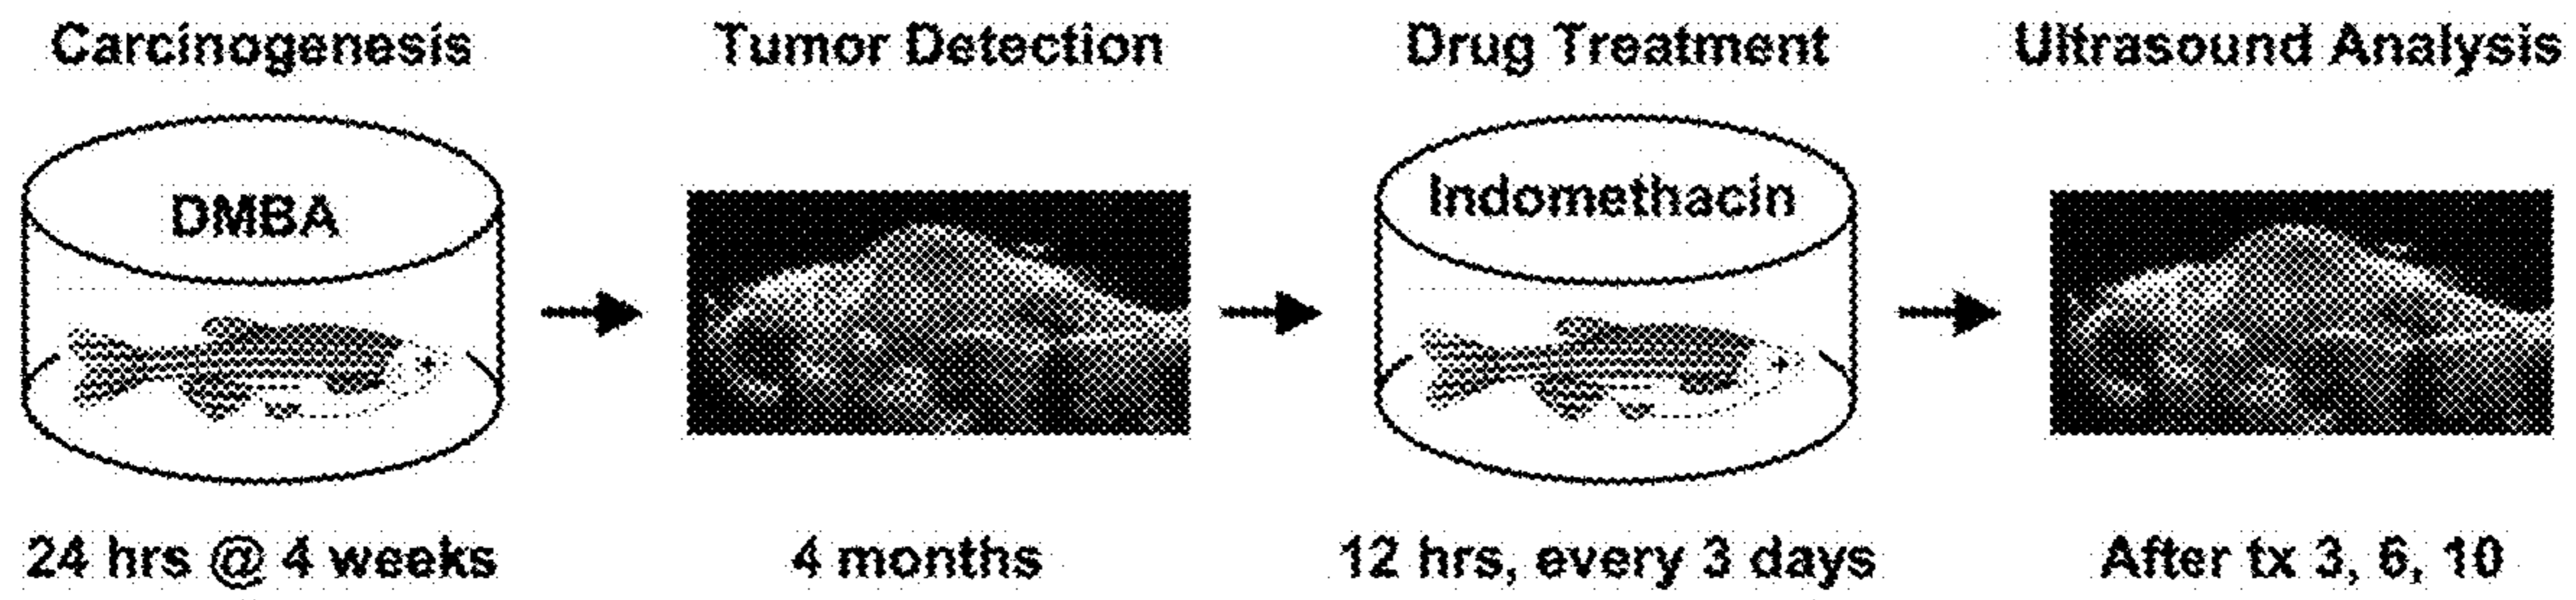 Carcinogenesis Tumor Detection Drug Treatment Ultrasound Analysis
DMBA Indomethacin
24 hrs @ 4 weeks 4 months 12 hrs, every 3 days After tx 3, 6, 10